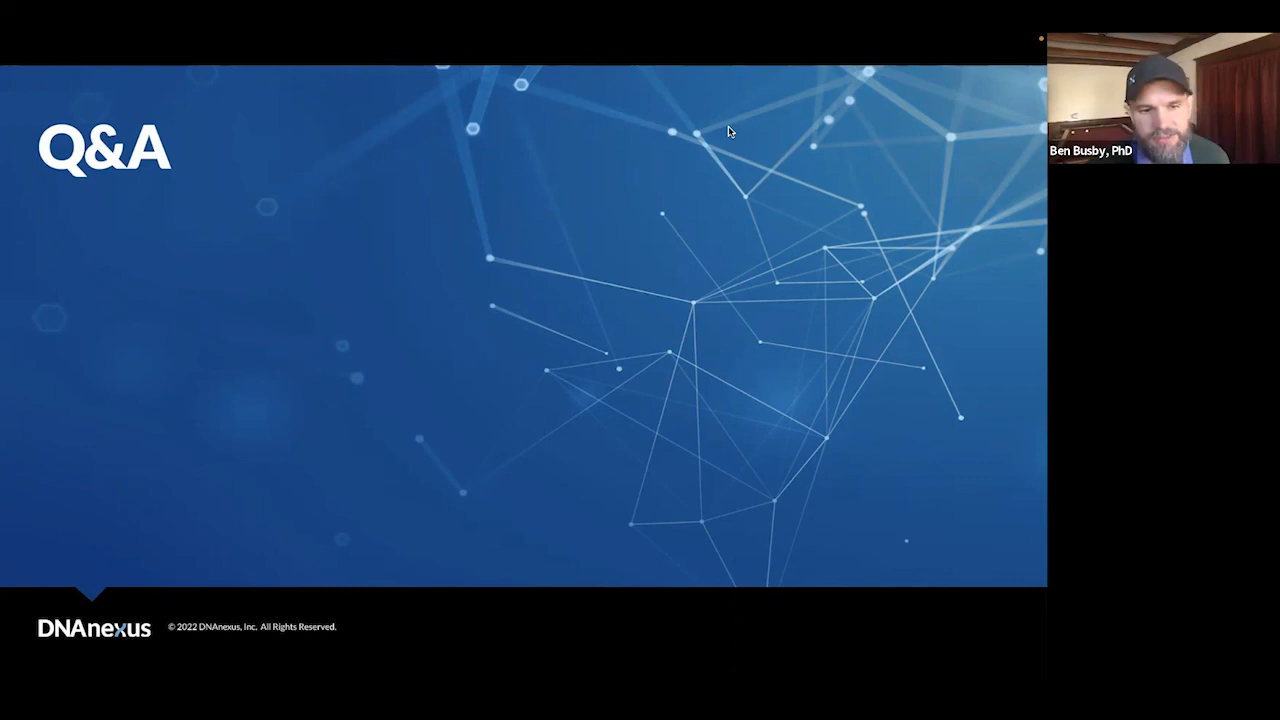 Q&A
Ben Busby, PhD
DNAnexus
© 2022 DNAnexus, Inc. All Rights Reserved.